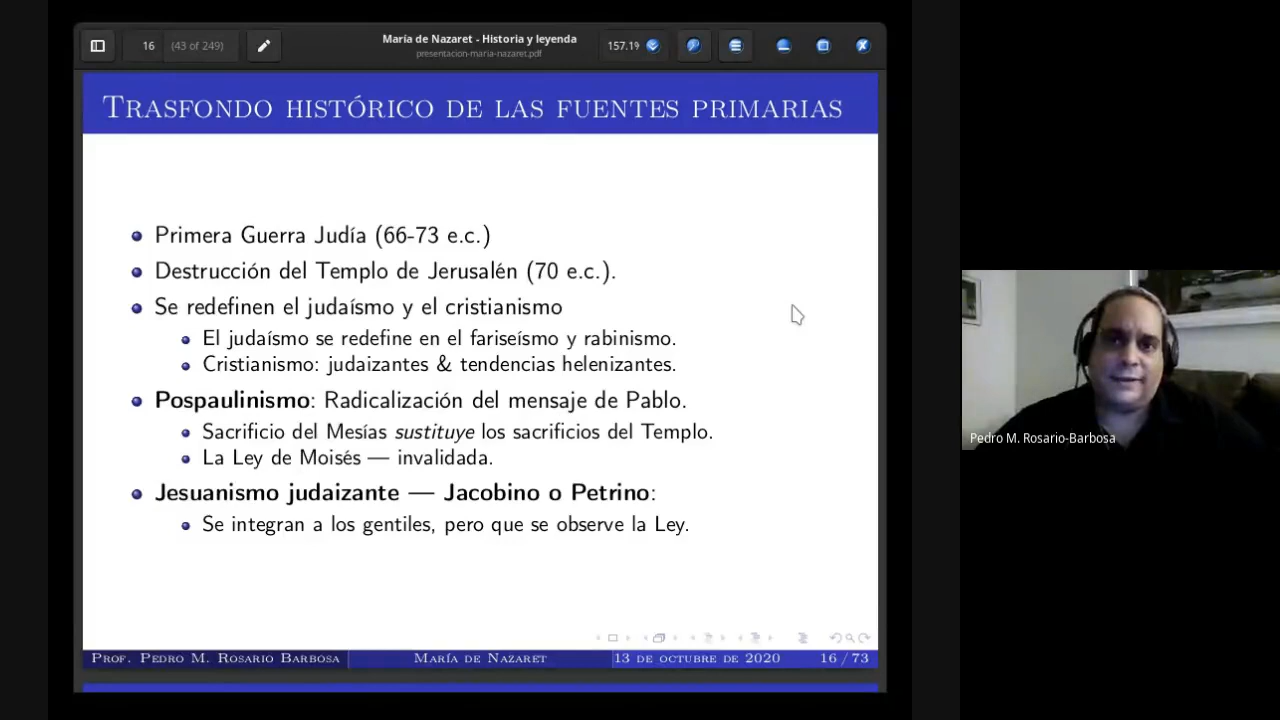 16 (43 of 249)
María de Nazaret - Historia y leyenda
presentacion-maria-nazaret.pdf
157.19
Trasfondo histórico de las fuentes primarias
Primera Guerra Judía (66-73 e.c.)
Destrucción del Templo de Jerusalén (70 e.c.).
Se redefinen el judaísmo y el cristianismo
El judaísmo se redefine en el fariseísmo y rabinismo.
Cristianismo: judaizantes & tendencias helenizantes.
Pospaulinismo: Radicalización del mensaje de Pablo.
Sacrificio del Mesías sustituye los sacrificios del Templo.
La Ley de Moisés — invalidada.
Jesuanismo judaizante — Jacobino o Petrino:
Se integran a los gentiles, pero que se observe la Ley.
Prof. Pedro M. Rosario Barbosa María de Nazaret 13 de octubre de 2020 16 / 73
Pedro M. Rosario-Barbosa